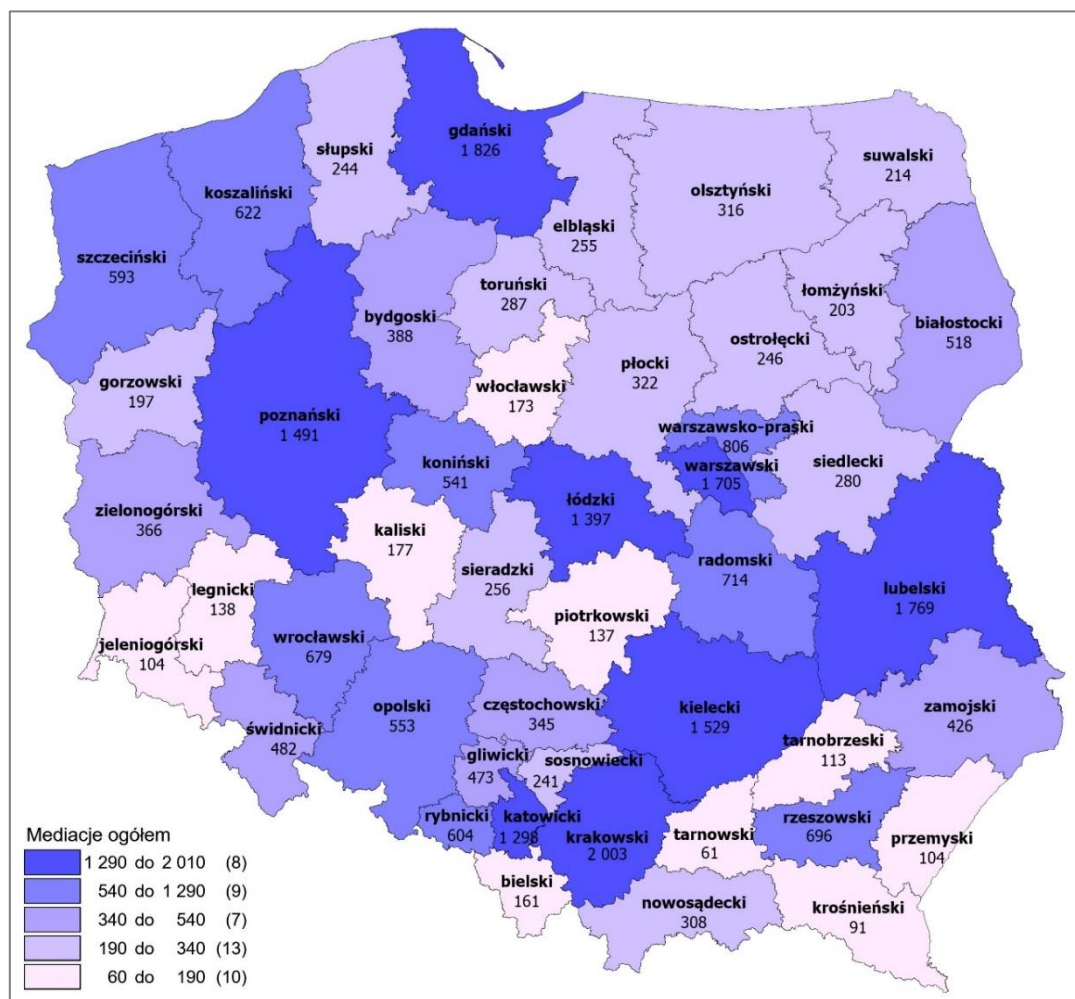 gdański
1 826
słupski
244
suwalski
214
koszaliński
622
olsztyński
316
elbląski
255
szczeciński
593
toruński
287
łomżyński
203
bydgoski
388
białostocki
518
ostrołęcki
246
płocki
322
włocławski
173
gorzowski
197
poznański
1 491
warszawsko-praski
806
warszawski
1 705
siedlecki
280
koniński
541
łódzki
1 397
zielonogórski
366
kaliski
177
sieradzki
256
radomski
714
lubelski
1 769
legnicki
138
piotrkowski
137
wrocławski
679
jeleniogórski
104
opolski
553
częstochowski
345
kielecki
1 529
zamojski
426
świdnicki
482
tarnobrzeski
113
gliwicki
473
sosnowiecki
241
rybnicki
604
katowicki
1 298
krakowski
2 003
tarnowski
61
rzeszowski
696
przemyski
104
bielski
161
nowosądecki
308
krośnieński
91
Mediacje ogółem
1 290 do 2 010 (8)
540 do 1 290 (9)
340 do 540 (7)
190 do 340 (13)
60 do 190 (10)